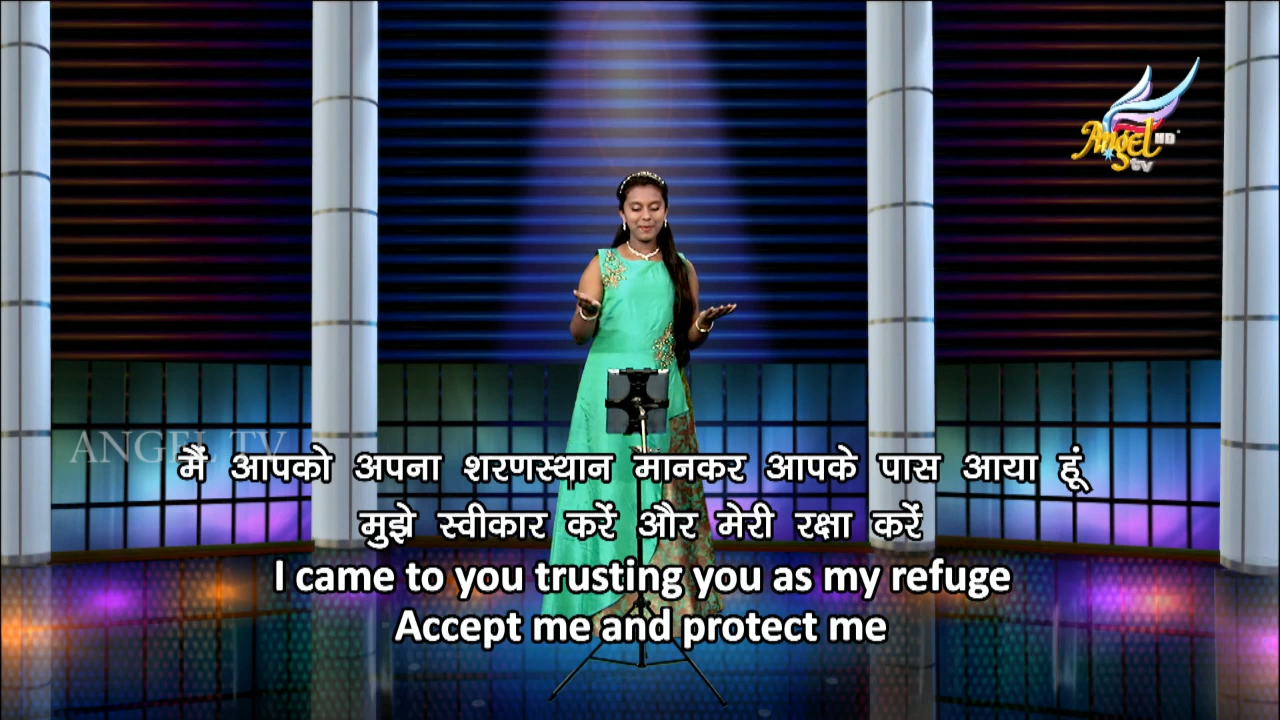 Angel HD
tv
ANGEL TV
मैं आपको अपना शरणस्थान मानकर आपके पास आया हूं
मुझे स्वीकार करें और मेरी रक्षा करें
I came to you trusting you as my refuge
Accept me and protect me